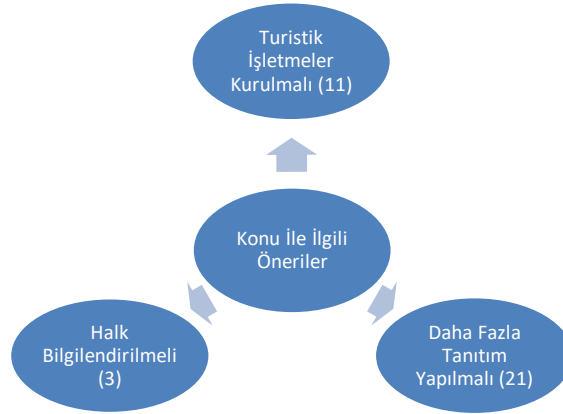 Turistik
İşletmeler
Kurulmalı (11)
Konu İle İlgili
Öneriler
Halk
Bilgilendirilmeli
(3)
Daha Fazla
Tanıtım
Yapılmalı (21)